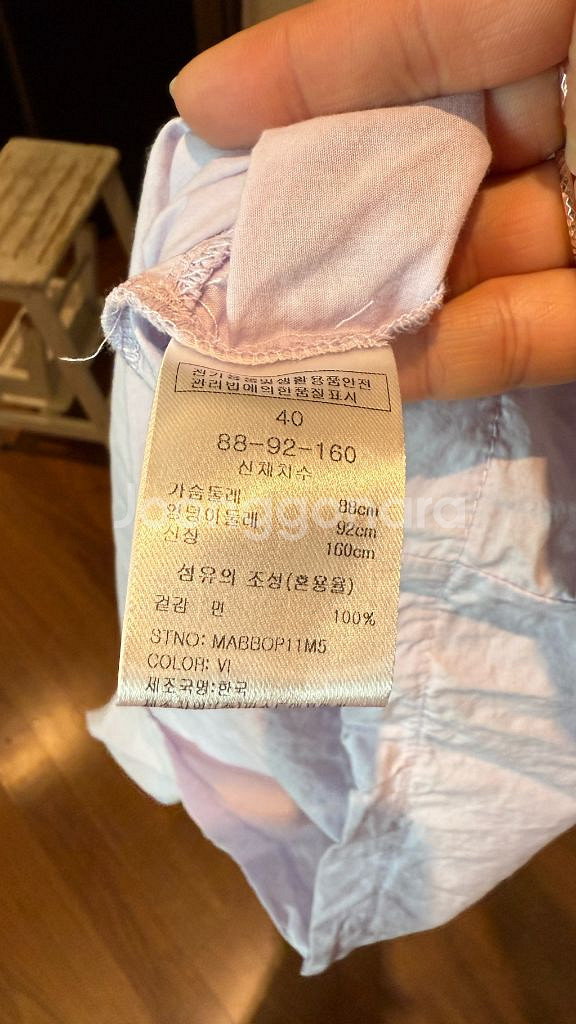 전기용품및생활용품안전
관리법에의한품질표시
40
88-92-160
신체치수
가슴둘레 88cm
엉덩이둘레 92cm
신장 160cm
섬유의 조성(혼용율)
겉감 면 100%
STNO: MABBOP11M5
COLOR: VI
제조국명:한국
Joonggonara